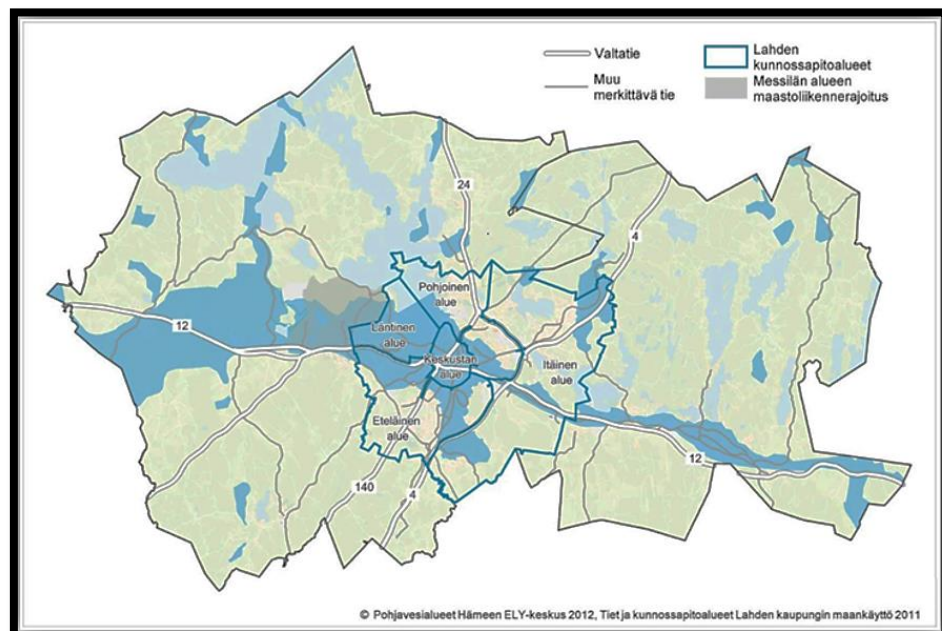 Valtatie
Muu
merkittävä tie
Lahden
kunnossapitoalueet
Messilän alueen
maastoliikennerajoitus
24
4
Pohjoinen
alue
12
Läntinen
alue
Keskustan
alue
Itäinen
alue
Eteläinen
alue
12
140
4
© Pohjavesialueet Hämeen ELY-keskus 2012, Tiet ja kunnossapitoalueet Lahden kaupungin maankäyttö 2011